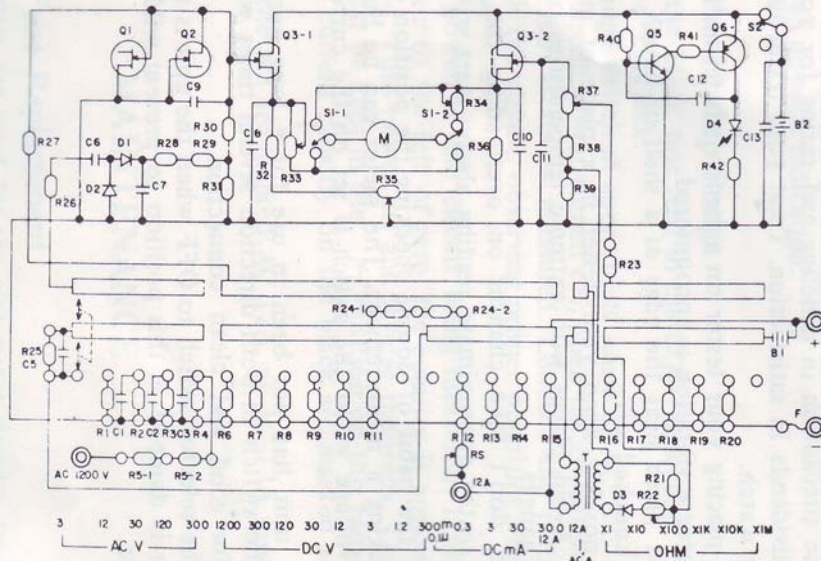 Q1 Q2 Q3-1 Q3-2 Q5 R41 Q6 S2
R40
C9
C12
R27 R30 C8 S1-1 M S1-2 R34 R37
C6 D1 R28 R29 R32 R33 R36 C10 C11 R38 D4 C13 B2
D2 C7 R31 R35 R39 R42
R26
R23
R24-1 R24-2
R25
C5
B1
+
R1 C1 R2 C2 R3 C3 R4 R6 R7 R8 R9 R10 R11 R12 R13 R14 R15 R16 R17 R18 R19 R20 F
−
AC 1200V R5-1 R5-2 RS T R21
12A D3 R22
3 12 30 120 300 1200 300 120 30 12 3 1.2 300m 0.3 3 30 300 12A X1 X10 X100 X1K X10K X1M
12A
AC V DC V DC mA AC A OHM